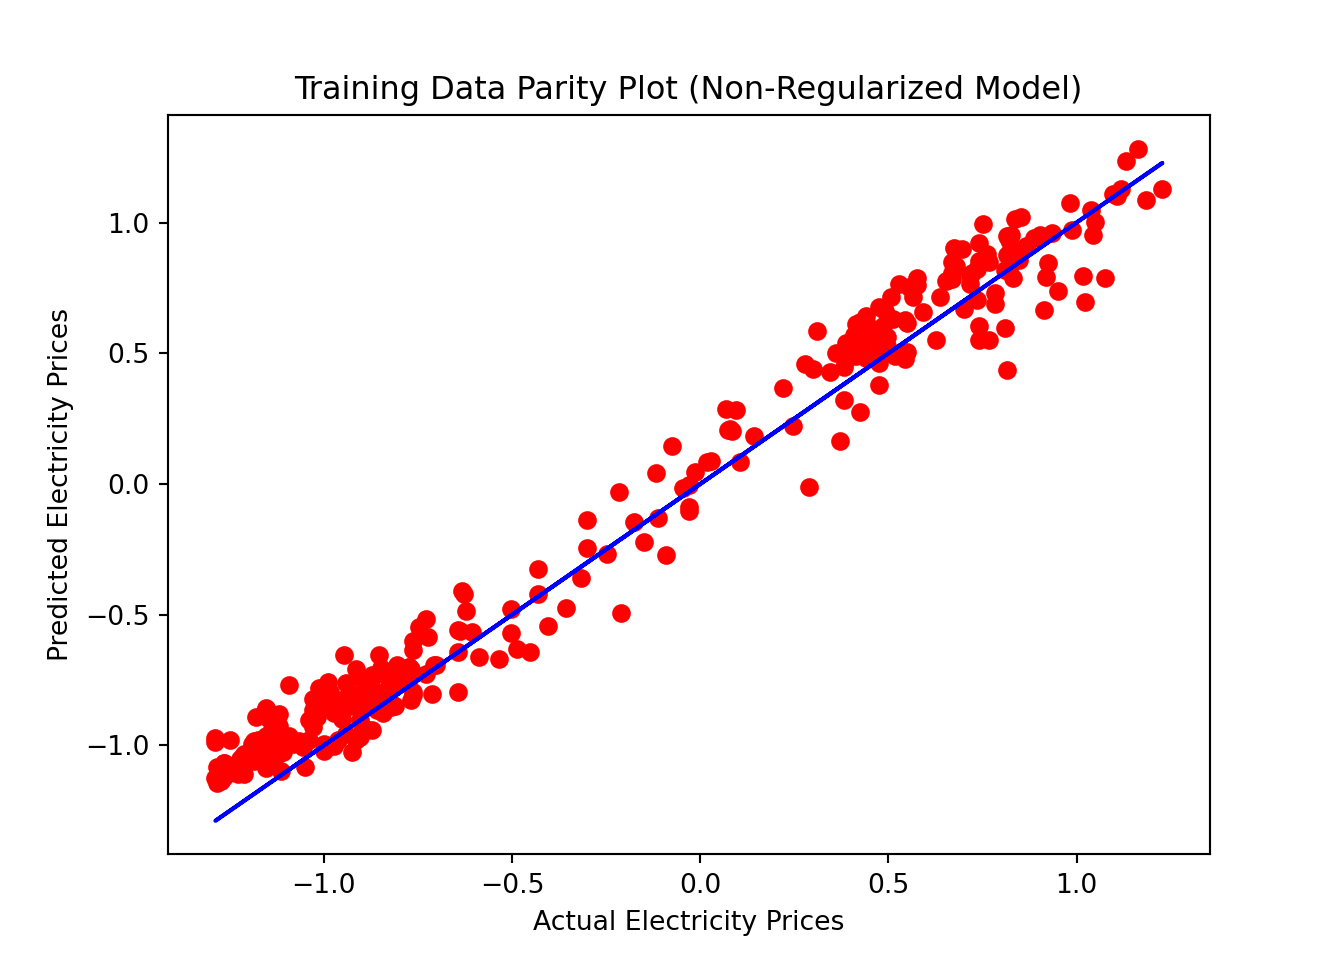 Training Data Parity Plot (Non-Regularized Model)
Predicted Electricity Prices
1.0
0.5
0.0
−0.5
−1.0
−1.0 −0.5 0.0 0.5 1.0
Actual Electricity Prices